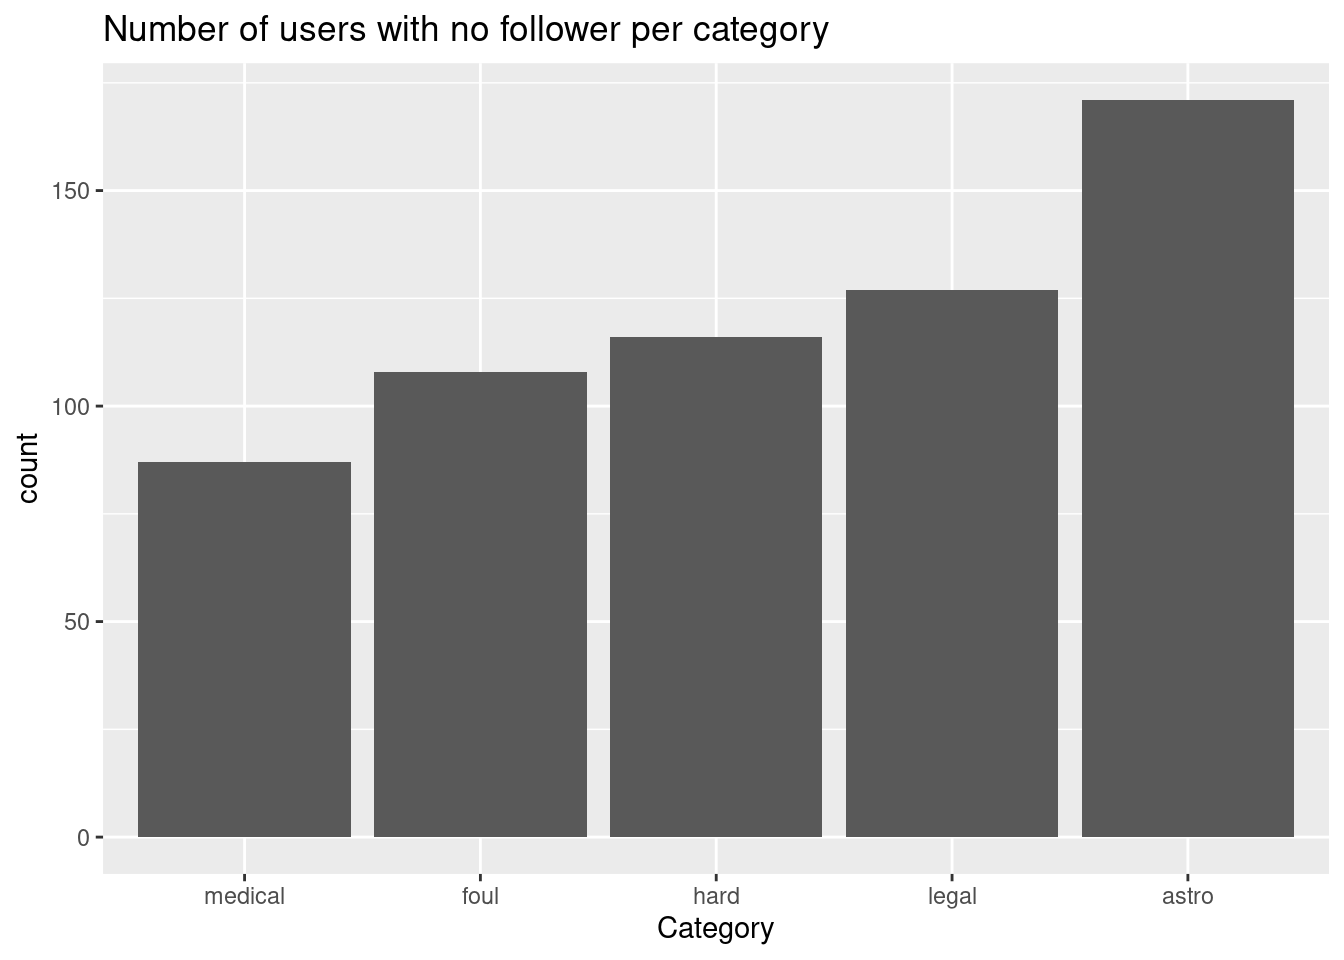 Number of users with no follower per category
150
100
50
0
count
medical foul hard legal astro
Category